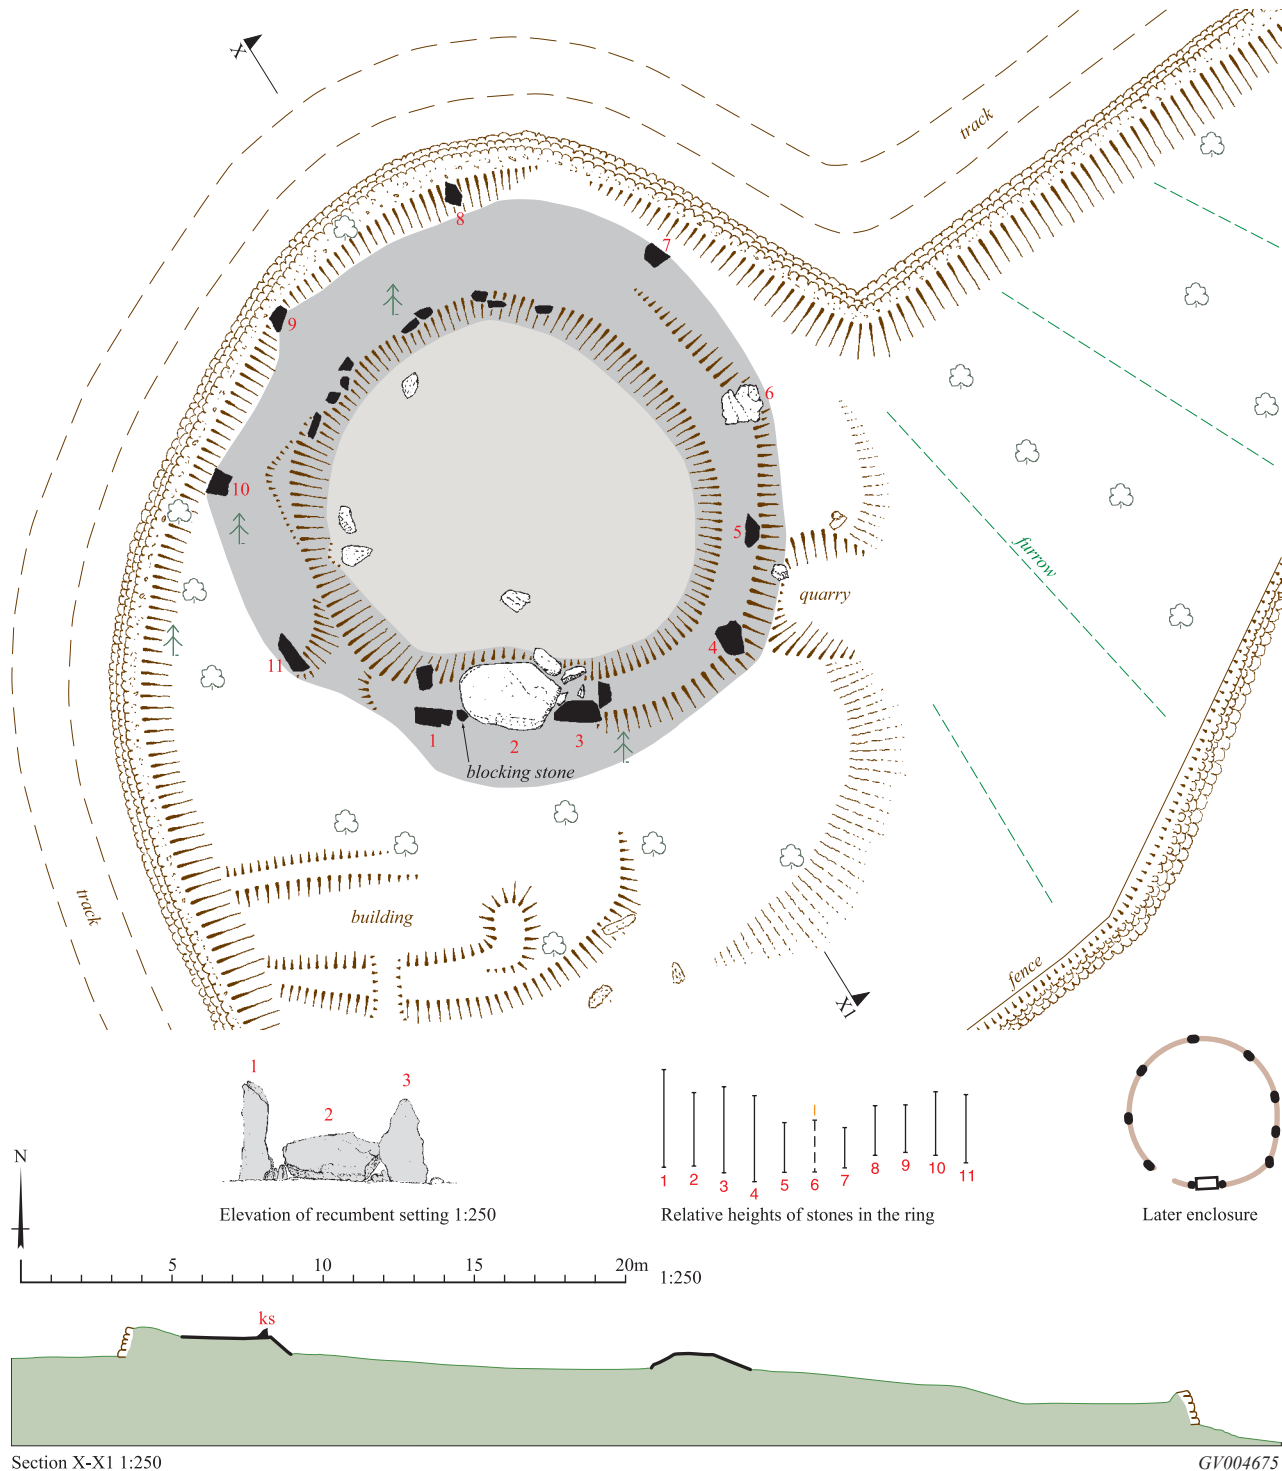 X
track
8
7
9
6
10
5
furrow
quarry
11
4
1
2
3
blocking stone
track
building
fence
X1
1
2
3
N
1
2
3
4
5
6
7
8
9
10
11
Elevation of recumbent setting 1:250
Relative heights of stones in the ring
Later enclosure
5
10
15
20m
1:250
ks
Section X-X1 1:250
GV004675